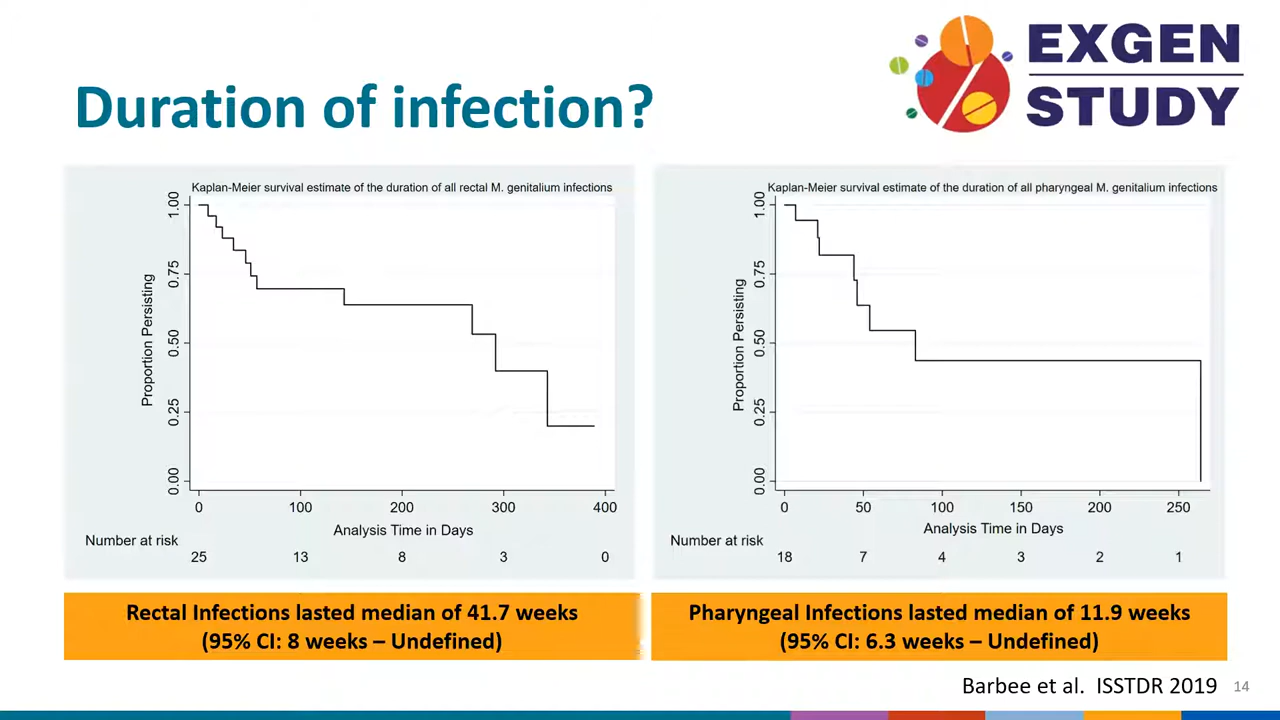 EXGEN
STUDY
Duration of infection?
Kaplan-Meier survival estimate of the duration of all rectal M. genitalium infections
Proportion Persisting
1.00
0.75
0.50
0.25
0.00
0 100 200 300 400
Analysis Time in Days
Number at risk
25 13 8 3 0
Kaplan-Meier survival estimate of the duration of all pharyngeal M. genitalium infections
Proportion Persisting
1.00
0.75
0.50
0.25
0.00
0 50 100 150 200 250
Analysis Time in Days
Number at risk
18 7 4 3 2 1
Rectal Infections lasted median of 41.7 weeks
(95% CI: 8 weeks – Undefined)
Pharyngeal Infections lasted median of 11.9 weeks
(95% CI: 6.3 weeks – Undefined)
Barbee et al. ISSTDR 2019
14